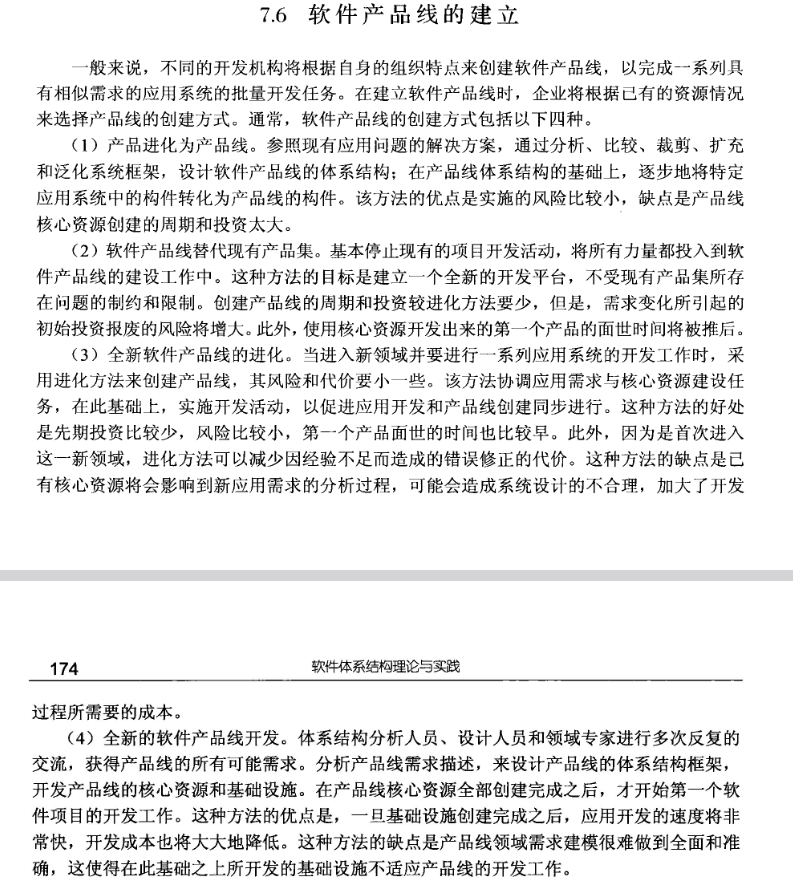 7.6 软件产品线的建立
一般来说，不同的开发机构将根据自身的组织特点来创建软件产品线，以完成一系列具
有相似需求的应用系统的批量开发任务。在建立软件产品线时，企业将根据已有的资源情况
来选择产品线的创建方式。通常，软件产品线的创建方式包括以下四种。
（1）产品进化为产品线。参照现有应用问题的解决方案，通过分析、比较、裁剪、扩充
和泛化系统框架，设计软件产品线的体系结构；在产品线体系结构的基础上，逐步地将特定
应用系统中的构件转化为产品线的构件。该方法的优点是实施的风险比较小，缺点是产品线
核心资源创建的周期和投资太大。
（2）软件产品线替代现有产品集。基本停止现有的项目开发活动，将所有力量都投入到软
件产品线的建设工作中。这种方法的目标是建立一个全新的开发平台，不受现有产品集所存
在问题的制约和限制。创建产品线的周期和投资较进化方法要少，但是，需求变化所引起的
初始投资报废的风险将增大。此外，使用核心资源开发出来的第一个产品的面世时间将被推后。
（3）全新软件产品线的进化。当进入新领域并要进行一系列应用系统的开发工作时，采
用进化方法来创建产品线，其风险和代价要小一些。该方法协调应用需求与核心资源建设任
务，在此基础上，实施开发活动，以促进应用开发和产品线创建同步进行。这种方法的好处
是先期投资比较少，风险比较小，第一个产品面世的时间也比较早。此外，因为是首次进入
这一新领域，进化方法可以减少因经验不足而造成的错误修正的代价。这种方法的缺点是已
有核心资源将会影响到新应用需求的分析过程，可能会造成系统设计的不合理，加大了开发
174 软件体系结构理论与实践
过程所需要的成本。
（4）全新的软件产品线开发。体系结构分析人员、设计人员和领域专家进行多次反复的
交流，获得产品线的所有可能需求。分析产品线需求描述，来设计产品线的体系结构框架，
开发产品线的核心资源和基础设施。在产品线核心资源全部创建完成之后，才开始第一个软
件项目的开发工作。这种方法的优点是，一旦基础设施创建完成之后，应用开发的速度将非
常快，开发成本也将大大地降低。这种方法的缺点是产品线领域需求建模很难做到全面和准
确，这使得在此基础之上所开发的基础设施不适应产品线的开发工作。